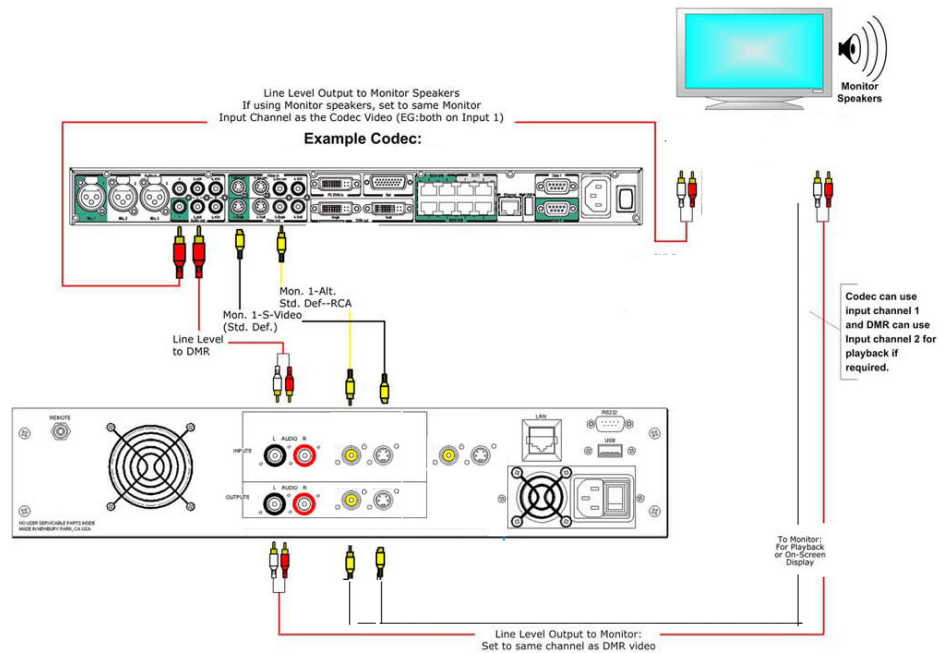 Line Level Output to Monitor Speakers
If using Monitor speakers, set to same Monitor
Input Channel as the Codec Video (EG:both on Input 1)
Example Codec:
Monitor
Speakers
Mon. 1-Alt.
Std. Def--RCA
Mon. 1-S-Video
(Std. Def.)
Line Level
to DMR
Codec can use
input channel 1
and DMR can use
Input channel 2 for
playback if
required.
REMOTE
L AUDIO R
INPUTS
L AUDIO R
OUTPUTS
LAN
RS232
USB
NO USER SERVICABLE PARTS INSIDE
MADE IN NEWBURY PARK, CA USA
To Monitor:
For Playback
or On-Screen
Display
Line Level Output to Monitor:
Set to same channel as DMR video